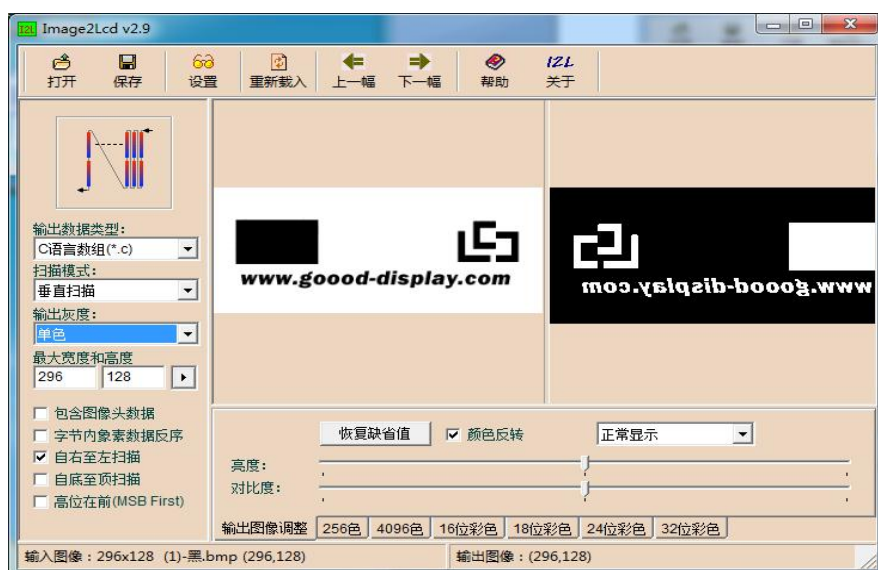 I2L Image2Lcd v2.9
打开 保存 设置 重新载入 上一幅 下一幅 帮助 I2L 关于
输出数据类型:
C语言数组(*.c)
扫描模式:
垂直扫描
输出灰度:
单色
最大宽度和高度
296 128
包含图像头数据
字节内象素数据反序
自右至左扫描
自底至顶扫描
高位在前(MSB First)
www.goood-display.com
www.goood-display.com
恢复缺省值 颜色反转 正常显示
亮度:
对比度:
输出图像调整 256色 4096色 16位彩色 18位彩色 24位彩色 32位彩色
输入图像:296x128 (1)-黑.bmp (296,128)
输出图像:(296,128)